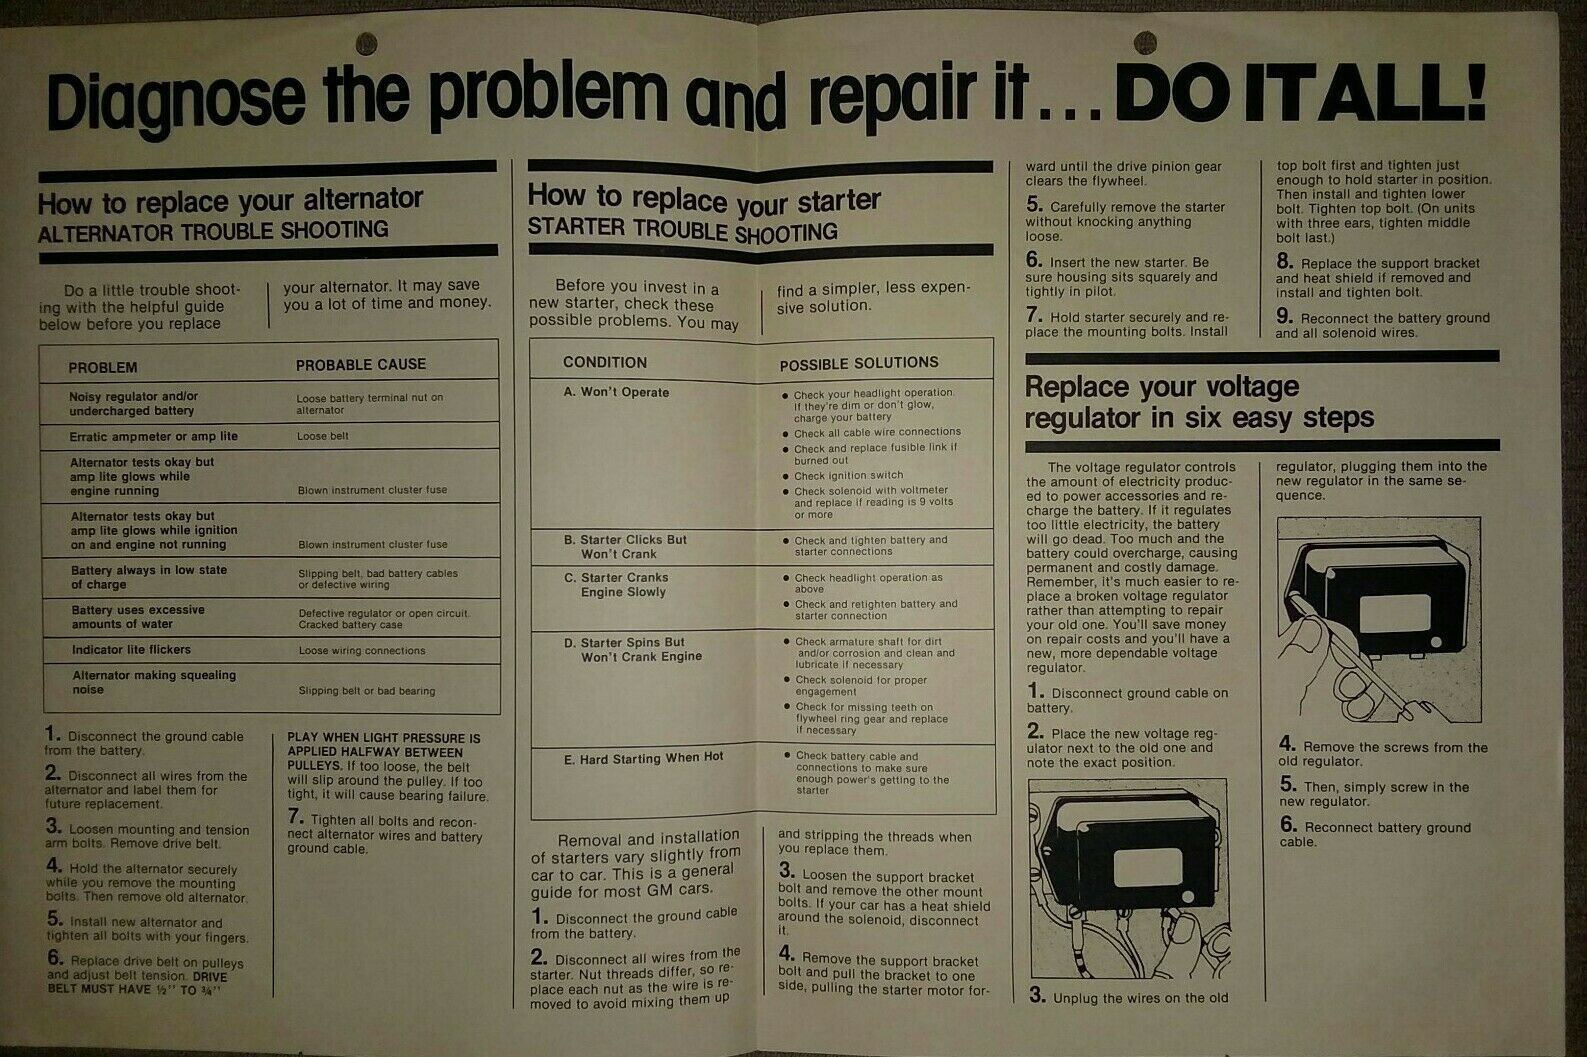 Diagnose the problem and repair it...DO IT ALL!
How to replace your alternator
ALTERNATOR TROUBLE SHOOTING
Do a little trouble shoot-
ing with the helpful guide
below before you replace
your alternator. It may save
you a lot of time and money.
PROBLEM PROBABLE CAUSE
Noisy regulator and/or
undercharged battery
Loose battery terminal nut on
alternator
Erratic ampmeter or amp lite Loose belt
Alternator tests okay but
amp lite glows while
engine running Blown instrument cluster fuse
Alternator tests okay but
amp lite glows while ignition
on and engine not running Blown instrument cluster fuse
Battery always in low state
of charge
Slipping belt, bad battery cables
or defective wiring
Battery uses excessive
amounts of water
Defective regulator or open circuit.
Cracked battery case
Indicator lite flickers Loose wiring connections
Alternator making squealing
noise Slipping belt or bad bearing
1. Disconnect the ground cable
from the battery.
2. Disconnect all wires from the
alternator and label them for
future replacement.
3. Loosen mounting and tension
arm bolts. Remove drive belt.
4. Hold the alternator securely
while you remove the mounting
bolts. Then remove old alternator.
5. Install new alternator and
tighten all bolts with your fingers.
6. Replace drive belt on pulleys
and adjust belt tension. DRIVE
BELT MUST HAVE ½'' TO ¾''
PLAY WHEN LIGHT PRESSURE IS
APPLIED HALFWAY BETWEEN
PULLEYS. If too loose, the belt
will slip around the pulley. If too
tight, it will cause bearing failure.
7. Tighten all bolts and recon-
nect alternator wires and battery
ground cable.
How to replace your starter
STARTER TROUBLE SHOOTING
Before you invest in a
new starter, check these
possible problems. You may
find a simpler, less expen-
sive solution.
CONDITION POSSIBLE SOLUTIONS
A. Won't Operate
• Check your headlight operation.
If they're dim or don't glow,
charge your battery
• Check all cable wire connections
• Check and replace fusible link if
burned out
• Check ignition switch
• Check solenoid with voltmeter
and replace if reading is 9 volts
or more
B. Starter Clicks But
Won't Crank
• Check and tighten battery and
starter connections
C. Starter Cranks
Engine Slowly
• Check headlight operation as
above
• Check and retighten battery and
starter connection
D. Starter Spins But
Won't Crank Engine
• Check armature shaft for dirt
and/or corrosion and clean and
lubricate if necessary
• Check solenoid for proper
engagement
• Check for missing teeth on
flywheel ring gear and replace
if necessary
E. Hard Starting When Hot
• Check battery cable and
connections to make sure
enough power's getting to the
starter
Removal and installation
of starters vary slightly from
car to car. This is a general
guide for most GM cars.
1. Disconnect the ground cable
from the battery.
2. Disconnect all wires from the
starter. Nut threads differ, so re-
place each nut as the wire is re-
moved to avoid mixing them up
and stripping the threads when
you replace them.
3. Loosen the support bracket
bolt and remove the other mount
bolts. If your car has a heat shield
around the solenoid, disconnect
it.
4. Remove the support bracket
bolt and pull the bracket to one
side, pulling the starter motor for-
ward until the drive pinion gear
clears the flywheel.
5. Carefully remove the starter
without knocking anything
loose.
6. Insert the new starter. Be
sure housing sits squarely and
tightly in pilot.
7. Hold starter securely and re-
place the mounting bolts. Install
top bolt first and tighten just
enough to hold starter in position.
Then install and tighten lower
bolt. Tighten top bolt. (On units
with three ears, tighten middle
bolt last.)
8. Replace the support bracket
and heat shield if removed and
install and tighten bolt.
9. Reconnect the battery ground
and all solenoid wires.
Replace your voltage
regulator in six easy steps
The voltage regulator controls
the amount of electricity produc-
ed to power accessories and re-
charge the battery. If it regulates
too little electricity, the battery
will go dead. Too much and the
battery could overcharge, causing
permanent and costly damage.
Remember, it's much easier to re-
place a broken voltage regulator
rather than attempting to repair
your old one. You'll save money
on repair costs and you'll have a
new, more dependable voltage
regulator.
1. Disconnect ground cable on
battery.
2. Place the new voltage reg-
ulator next to the old one and
note the exact position.
3. Unplug the wires on the old
regulator, plugging them into the
new regulator in the same se-
quence.
4. Remove the screws from the
old regulator.
5. Then, simply screw in the
new regulator.
6. Reconnect battery ground
cable.